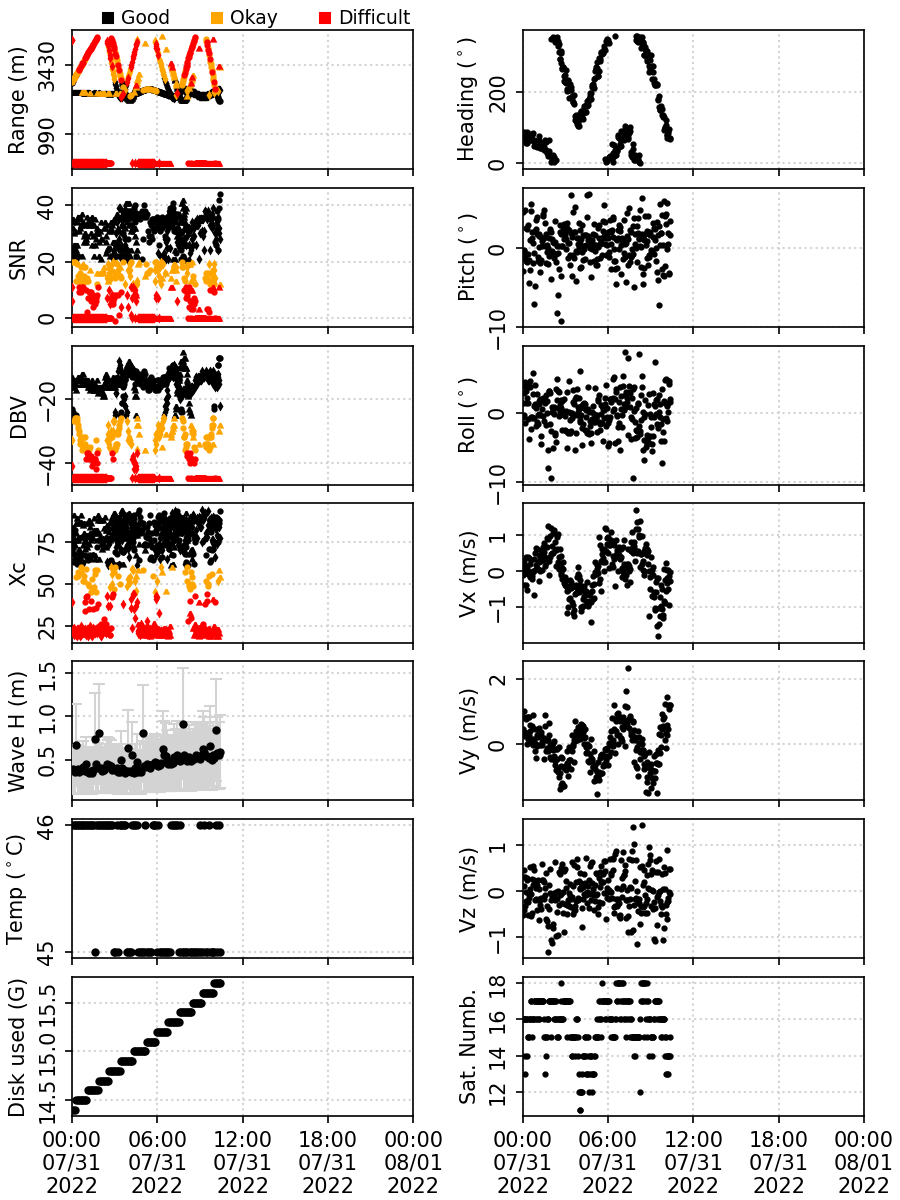 Good Okay Difficult
Range (m)
3430
990
Heading (°)
200
0
SNR
40
20
0
Pitch (°)
0
−10
DBV
−20
−40
Roll (°)
0
−10
Xc
75
50
25
Vx (m/s)
1
0
−1
Wave H (m)
1.5
1.0
0.5
Vy (m/s)
2
0
Temp (°C)
46
45
Vz (m/s)
1
0
−1
Disk used (G)
15.5
15.0
14.5
Sat. Numb.
18
16
14
12
00:00 06:00 12:00 18:00 00:00
07/31 07/31 07/31 07/31 08/01
2022 2022 2022 2022 2022
00:00 06:00 12:00 18:00 00:00
07/31 07/31 07/31 07/31 08/01
2022 2022 2022 2022 2022